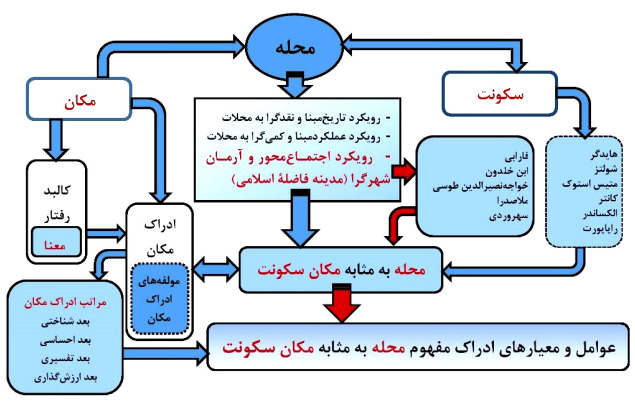 محله
مکان
سکونت
- رویکرد تاریخ‌مبنا و نقدگرا به محلات
- رویکرد عملکردمبنا و کمی‌گرا به محلات
- رویکرد اجتماع‌محور و آرمان
شهرگرا (مدینه فاضلهٔ اسلامی)
فارابی
ابن خلدون
خواجه‌نصیرالدین طوسی
ملاصدرا
سهروردی
هایدگر
شولتز
متیس استوک
کانتر
الکساندر
راپاپورت
کالبد
رفتار
معنا
ادراک
مکان
مولفه‌های
ادراک
مکان
محله به مثابه مکان سکونت
مراتب ادراک مکان
بعد شناختی
بعد احساسی
بعد تفسیری
بعد ارزش‌گذاری
عوامل و معیارهای ادراک مفهوم محله به مثابه مکان سکونت